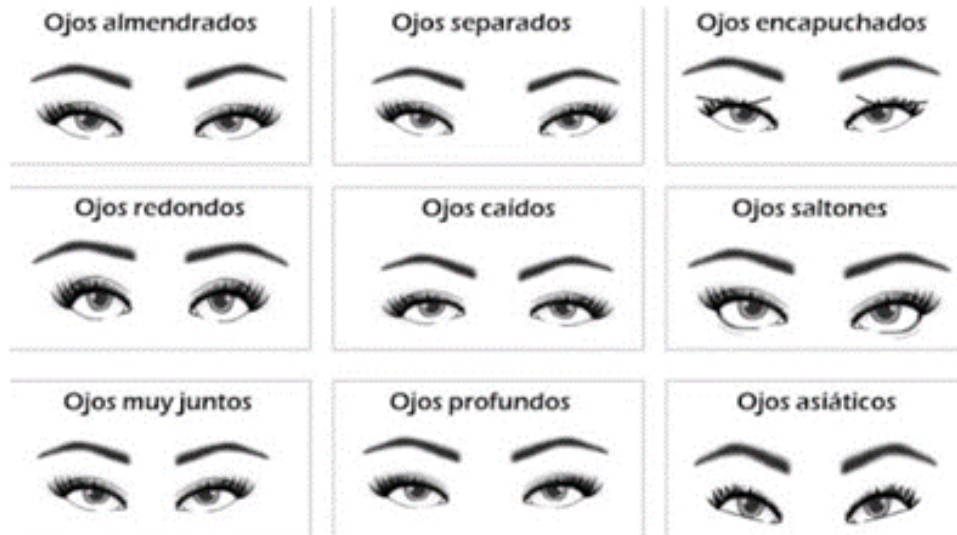 Ojos almendrados
Ojos separados
Ojos encapuchados
Ojos redondos
Ojos caídos
Ojos saltones
Ojos muy juntos
Ojos profundos
Ojos asiáticos